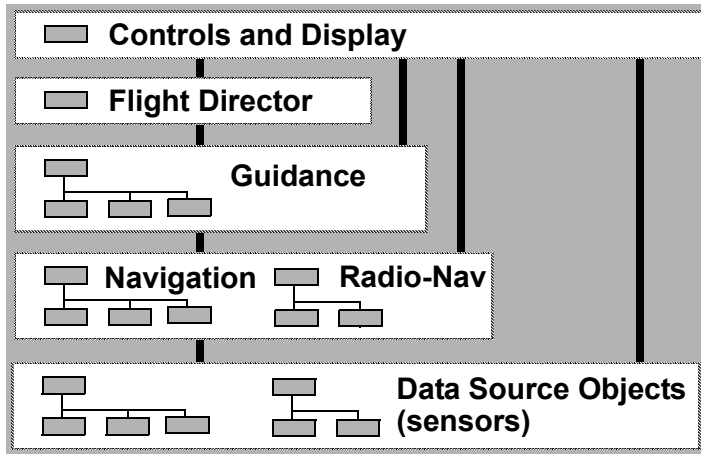 Controls and Display
Flight Director
Guidance
Navigation
Radio-Nav
Data Source Objects
(sensors)